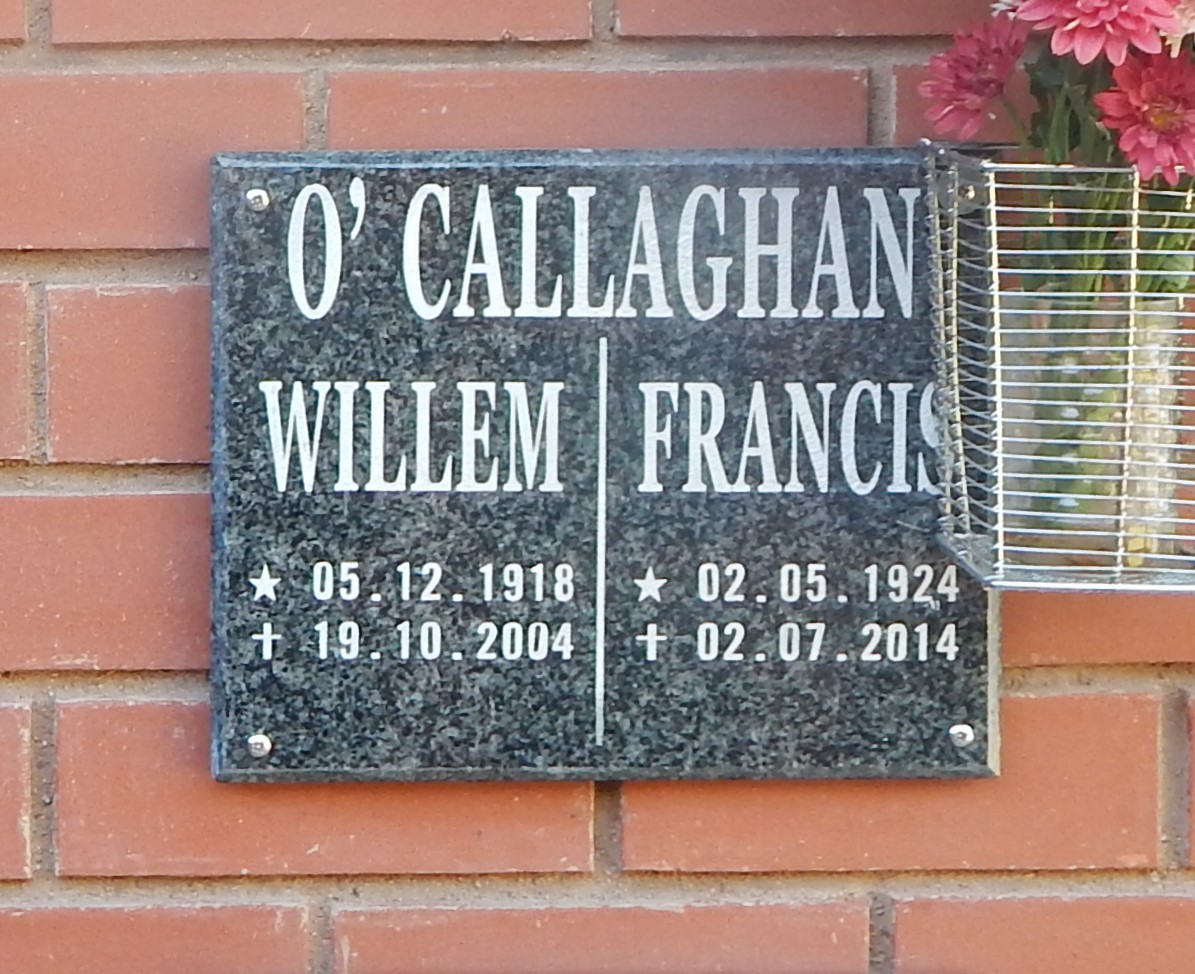 O' CALLAGHAN
WILLEM
★ 05.12.1918
✝ 19.10.2004
FRANCIS
★ 02.05.1924
✝ 02.07.2014